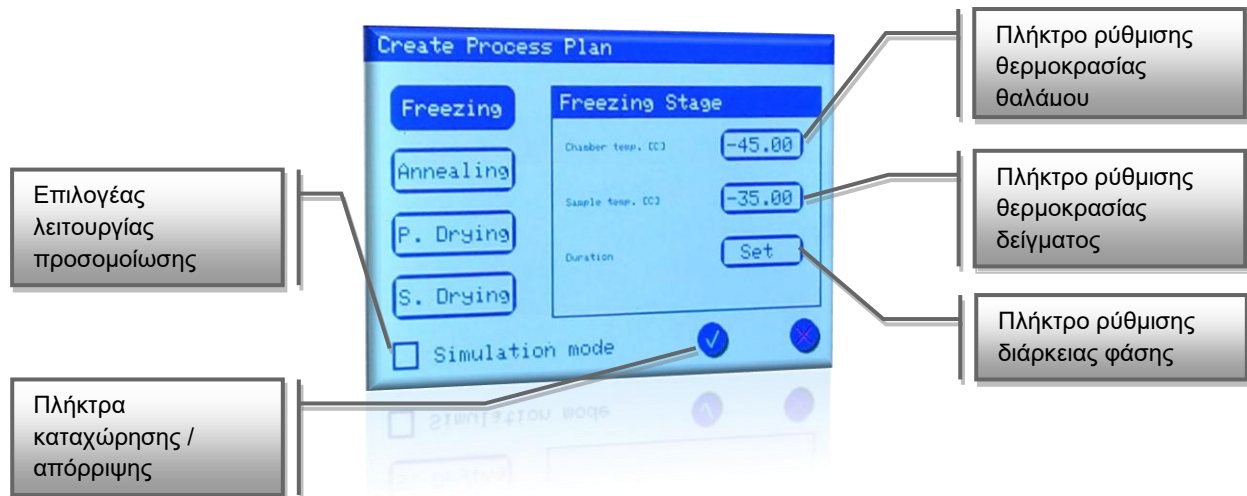 Create Process Plan
Freezing
Annealing
P. Drying
S. Drying
Freezing Stage
Chamber temp. [C]
-45.00
Sample temp. [C]
-35.00
Duration
Set
Simulation mode
Επιλογέας
λειτουργίας
προσομοίωσης
Πλήκτρα
καταχώρησης /
απόρριψης
Πλήκτρο ρύθμισης
θερμοκρασίας
θαλάμου
Πλήκτρο ρύθμισης
θερμοκρασίας
δείγματος
Πλήκτρο ρύθμισης
διάρκειας φάσης